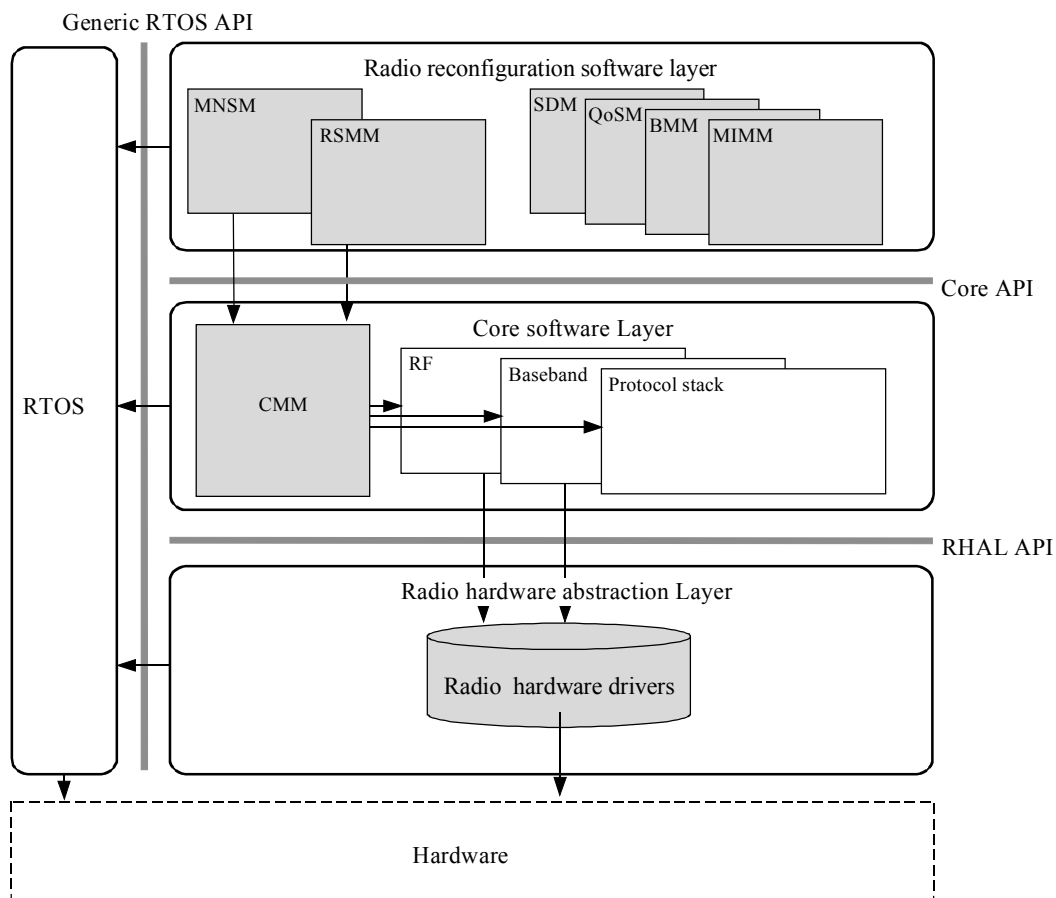 Generic RTOS API
Radio reconfiguration software layer
MNSM
RSMM
SDM
QoSM
BMM
MIMM
Core API
Core software Layer
RF
Baseband
Protocol stack
CMM
RTOS
RHAL API
Radio hardware abstraction Layer
Radio hardware drivers
Hardware